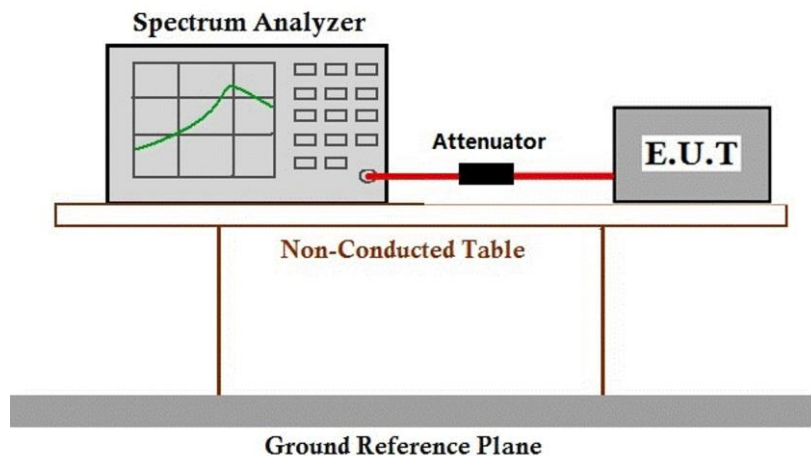 Spectrum Analyzer
Attenuator
E.U.T
Non-Conducted Table
Ground Reference Plane